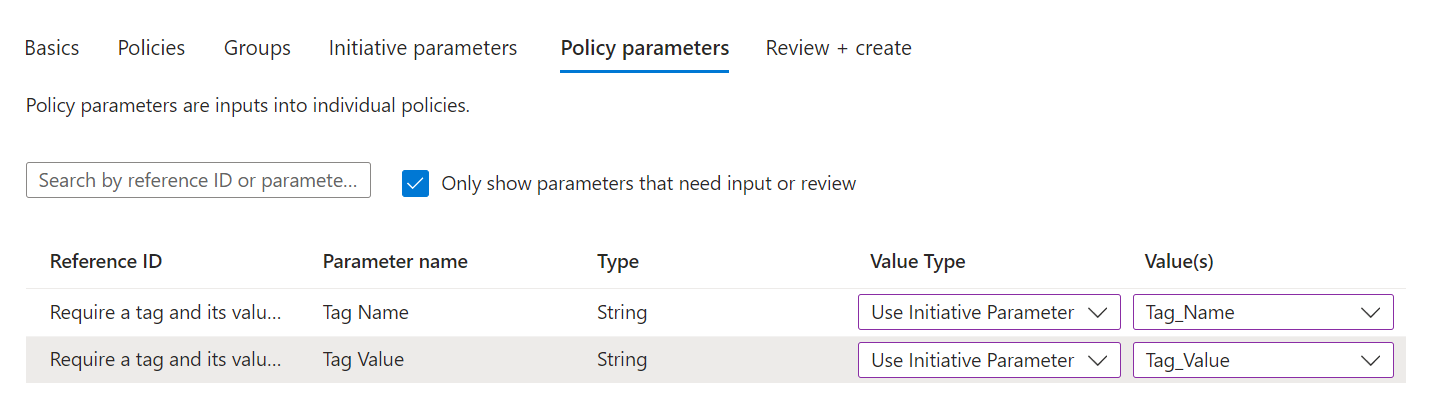 Basics Policies Groups Initiative parameters Policy parameters Review + create
Policy parameters are inputs into individual policies.
Search by reference ID or paramete... Only show parameters that need input or review
Reference ID Parameter name Type Value Type Value(s)
Require a tag and its valu... Tag Name String Use Initiative Parameter Tag_Name
Require a tag and its valu... Tag Value String Use Initiative Parameter Tag_Value